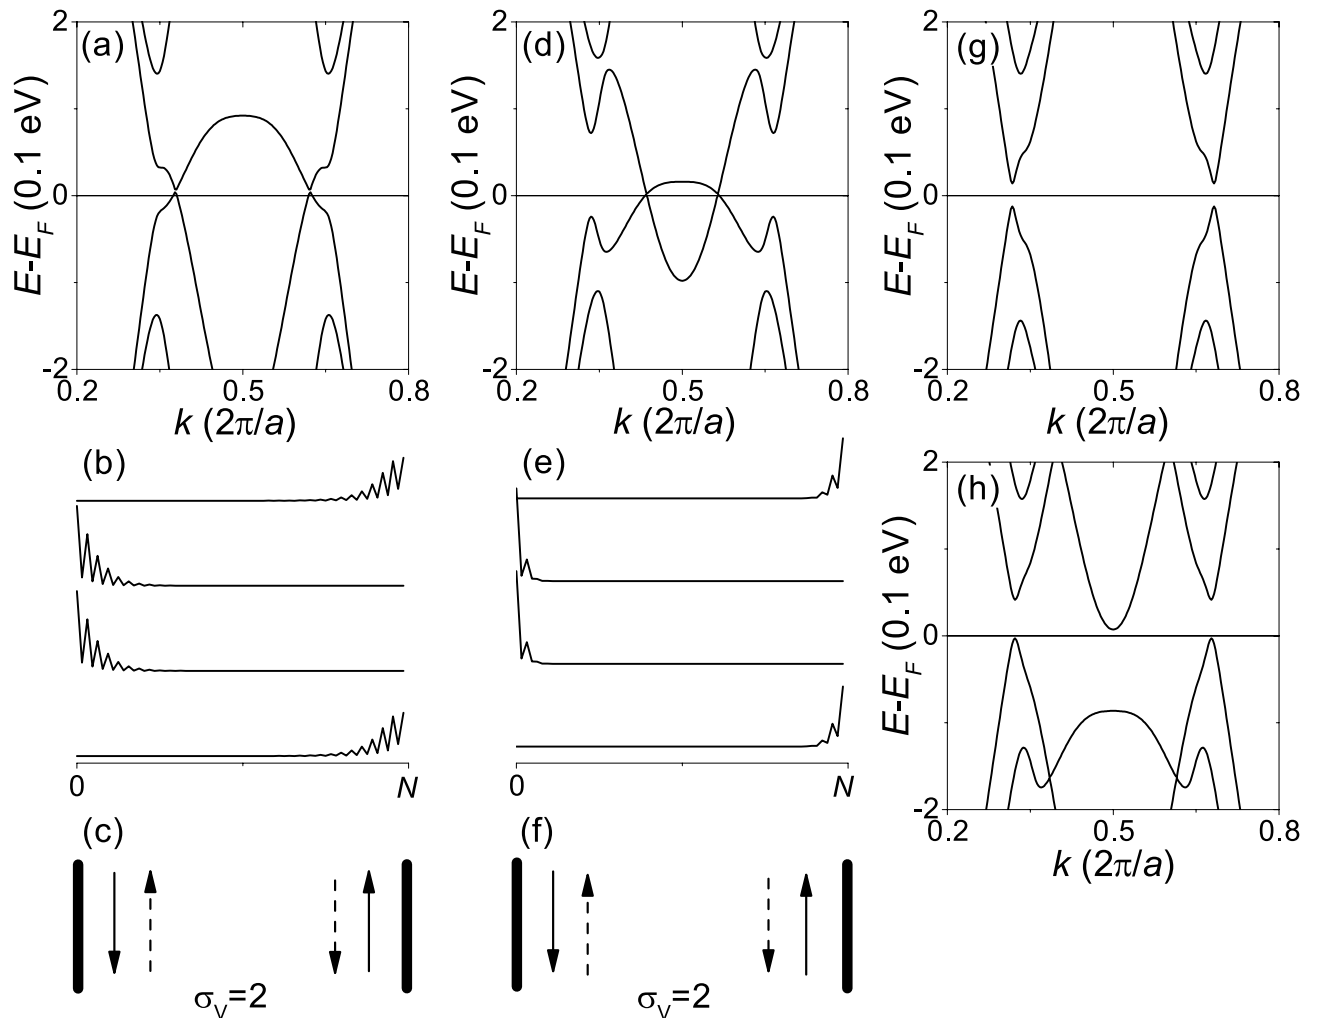 (a)
2
0
-2
E-E_F (0.1 eV)
0.2 0.5 0.8
k (2π/a)
(d)
2
0
-2
E-E_F (0.1 eV)
0.2 0.5 0.8
k (2π/a)
(g)
2
0
-2
E-E_F (0.1 eV)
0.2 0.5 0.8
k (2π/a)
(b)
0 N
(e)
0 N
(h)
2
0
-2
E-E_F (0.1 eV)
0.2 0.5 0.8
k (2π/a)
(c)
σ_V=2
(f)
σ_V=2